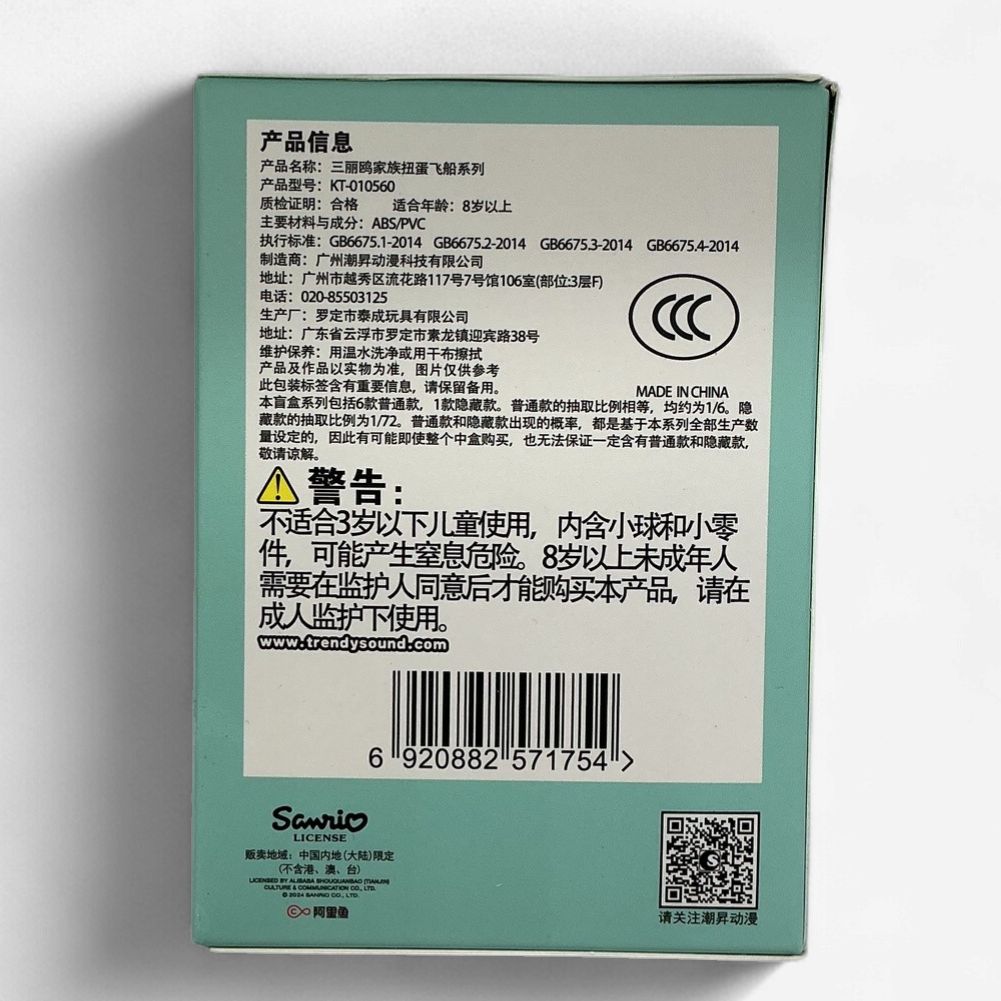 产品信息
产品名称：三丽鸥家族扭蛋飞船系列
产品型号：KT-010560
质检证明：合格 适合年龄：8岁以上
主要材料与成分：ABS/PVC
执行标准：GB6675.1-2014 GB6675.2-2014 GB6675.3-2014 GB6675.4-2014
制造商：广州潮昇动漫科技有限公司
地址：广州市越秀区流花路117号7号馆106室(部位:3层F)
电话：020-85503125
生产厂：罗定市泰成玩具有限公司
地址：广东省云浮市罗定市素龙镇迎宾路38号
维护保养：用温水洗净或用干布擦拭
产品及作品以实物为准，图片仅供参考
此包装标签含有重要信息，请保留备用。
CCC
MADE IN CHINA
本盲盒系列包括6款普通款，1款隐藏款。普通款的抽取比例相等，均约为1/6。隐
藏款的抽取比例为1/72。普通款和隐藏款出现的概率，都是基于本系列全部生产数
量设定的，因此有可能即使整个中盒购买，也无法保证一定含有普通款和隐藏款，
敬请谅解。
警告：
不适合3岁以下儿童使用，内含小球和小零
件，可能产生窒息危险。8岁以上未成年人
需要在监护人同意后才能购买本产品，请在
成人监护下使用。
www.trendysound.com
6 920882 571754 >
Sanrio
LICENSE
贩卖地域：中国内地(大陆)限定
(不含港、澳、台)
LICENSED BY ALIBABA SHOUQUANBAO (TIANJIN)
CULTURE & COMMUNICATION CO., LTD.
© 2024 SANRIO CO., LTD.
阿里鱼
请关注潮昇动漫